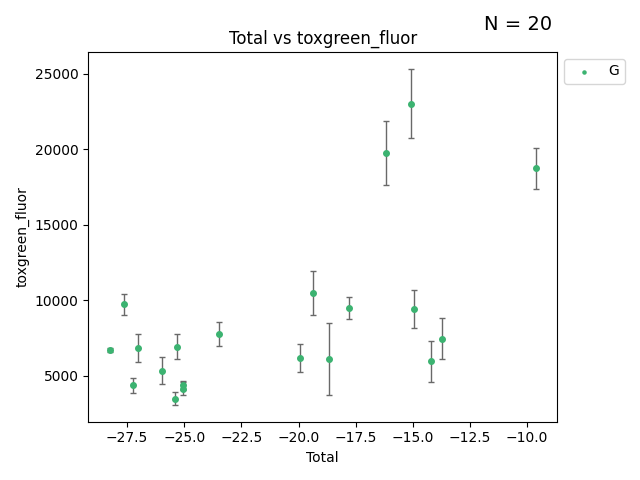 N = 20
Total vs toxgreen_fluor
G
25000
20000
15000
10000
5000
toxgreen_fluor
−27.5 −25.0 −22.5 −20.0 −17.5 −15.0 −12.5 −10.0
Total